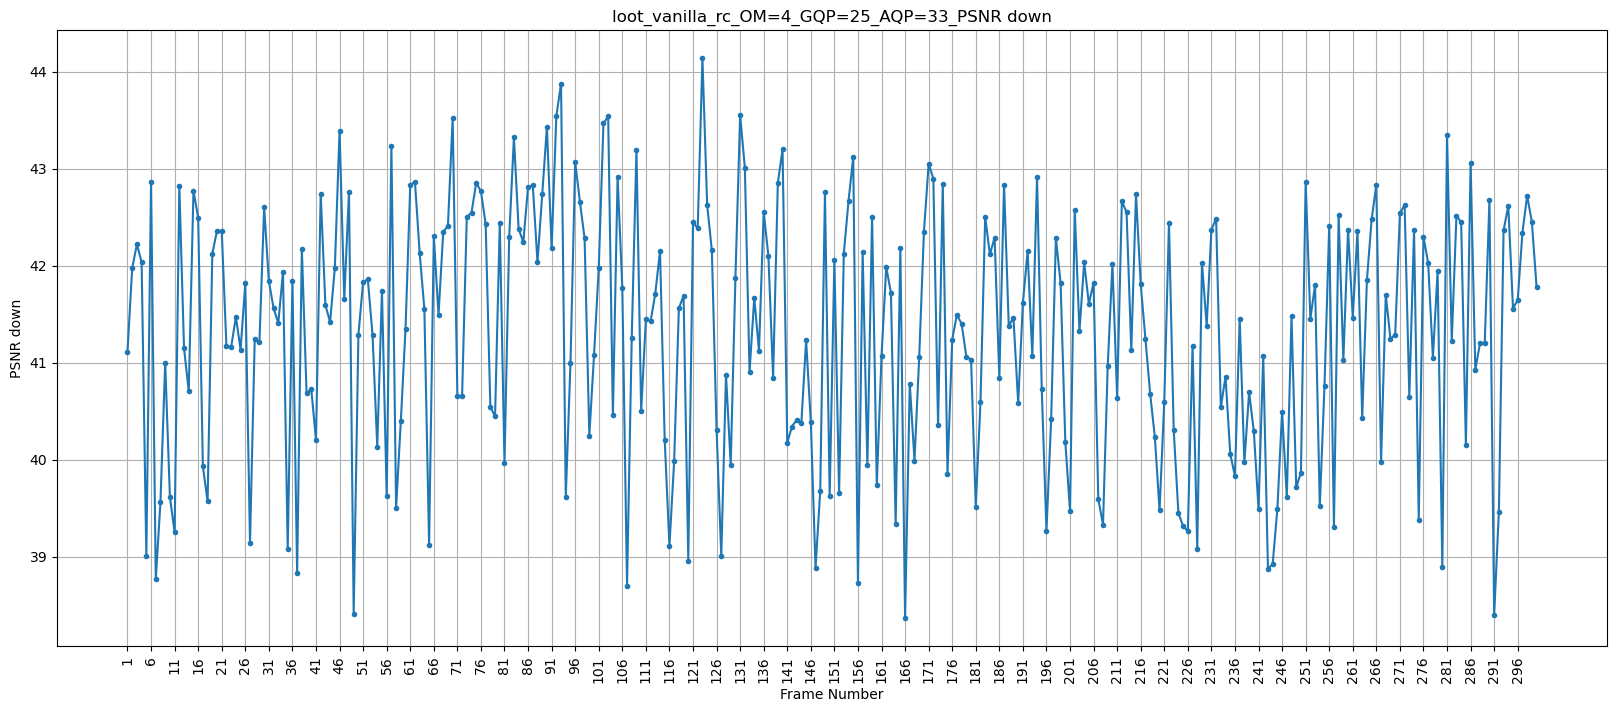 loot_vanilla_rc_OM=4_GQP=25_AQP=33_PSNR down
PSNR down
44
43
42
41
40
39
1 6 11 16 21 26 31 36 41 46 51 56 61 66 71 76 81 86 91 96 101 106 111 116 121 126 131 136 141 146 151 156 161 166 171 176 181 186 191 196 201 206 211 216 221 226 231 236 241 246 251 256 261 266 271 276 281 286 291 296
Frame Number